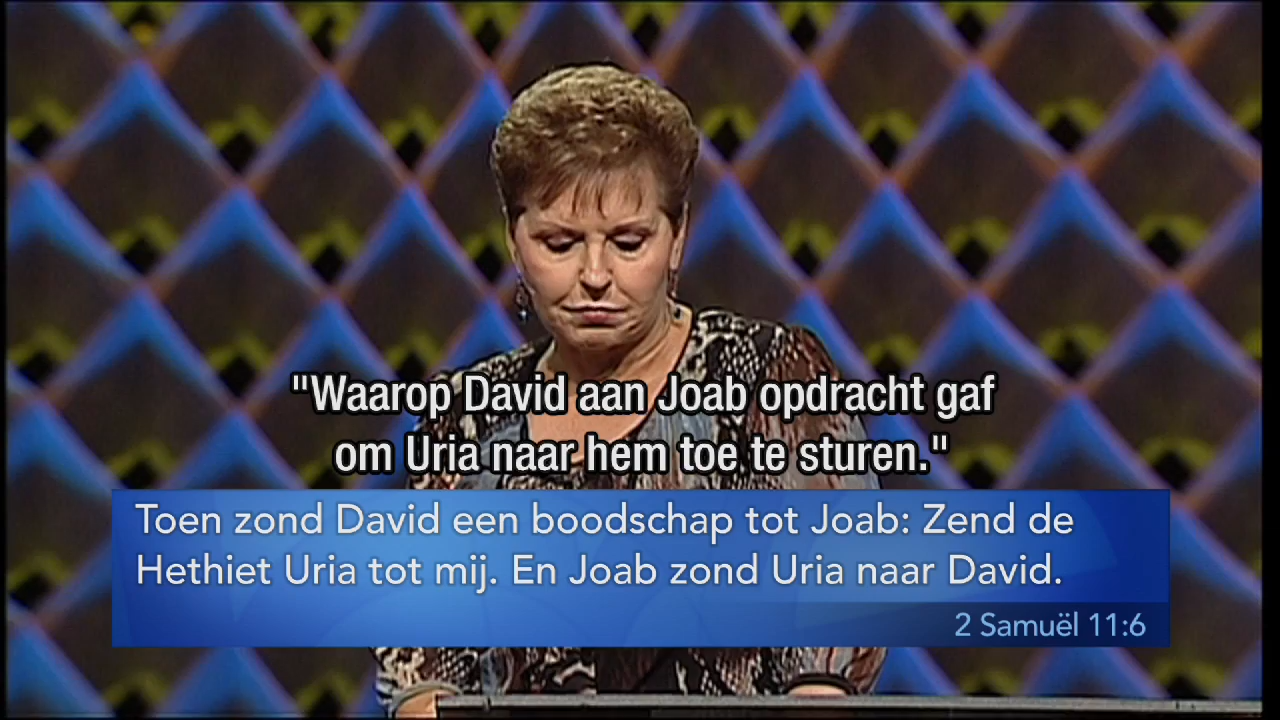 "Waarop David aan Joab opdracht gaf
om Uria naar hem toe te sturen."
Toen zond David een boodschap tot Joab: Zend de
Hethiet Uria tot mij. En Joab zond Uria naar David.
2 Samuël 11:6